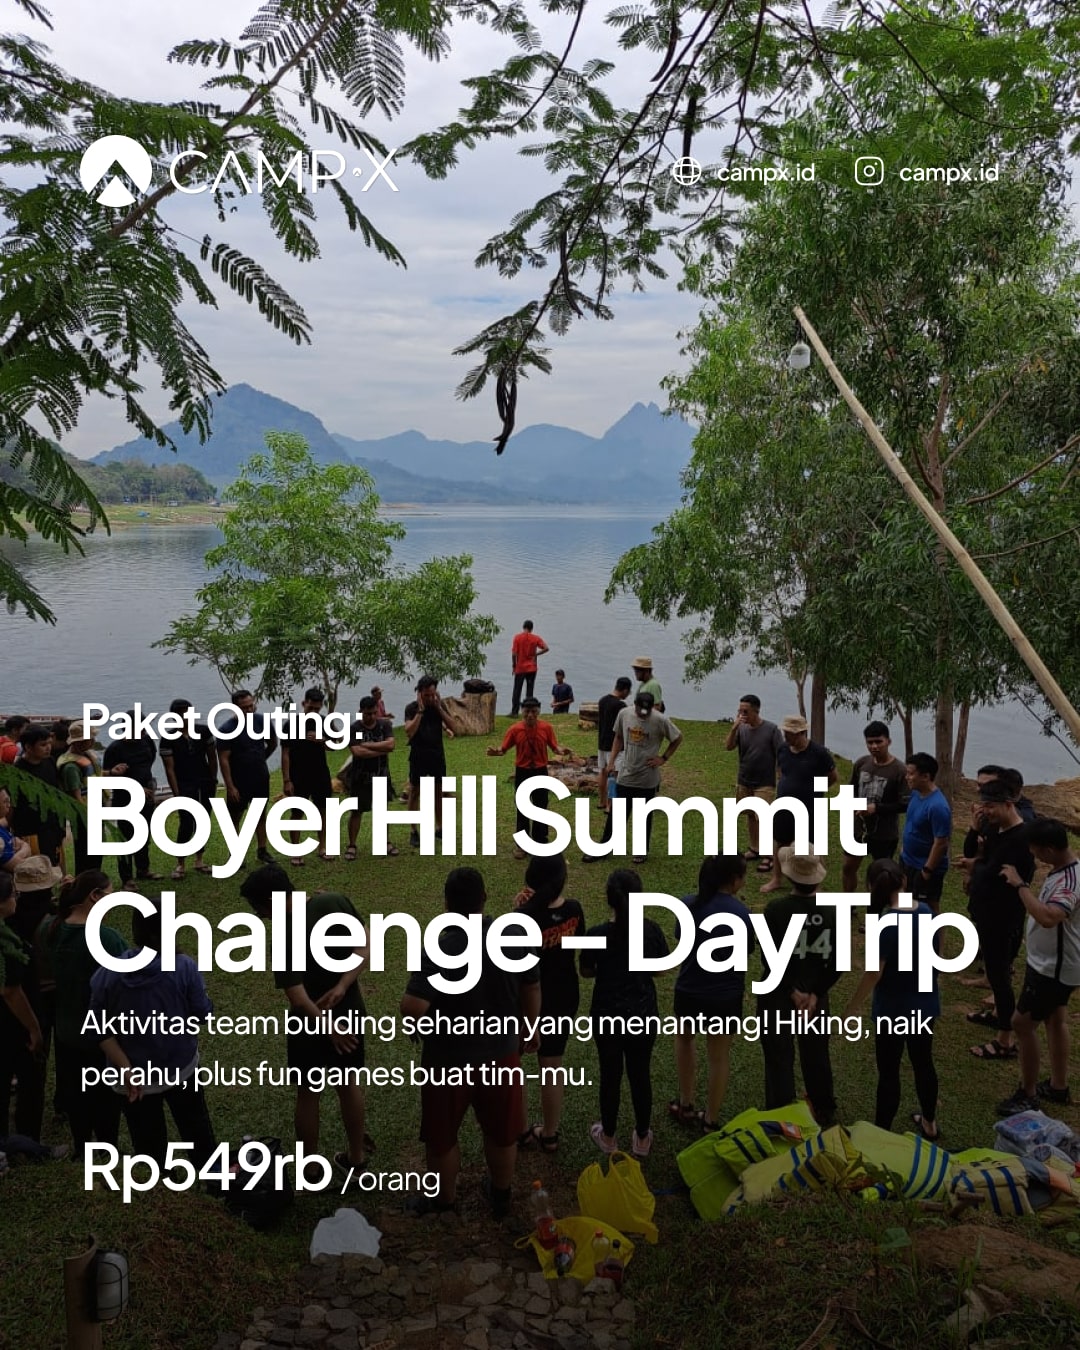 CAMP·X
campx.id
campx.id
Paket Outing:
Boyer Hill Summit
Challenge – Day Trip
Aktivitas team building seharian yang menantang! Hiking, naik
perahu, plus fun games buat tim-mu.
Rp549rb / orang
44